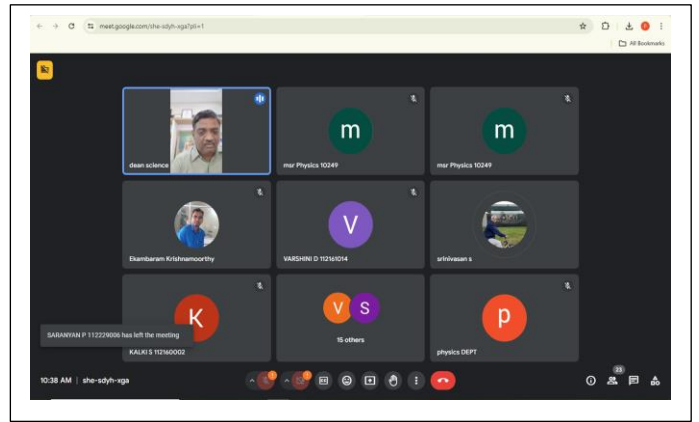 meet.google.com/she-sdyh-xga?pli=1
All Bookmarks
dean science
m
msr Physics 10249
m
msr Physics 10249
Ekambaram Krishnamoorthy
V
VARSHINI D 112161014
srinivasan s
K
KALKI S 112160002
V S
15 others
p
physics DEPT
SARANYAN P 112229006 has left the meeting
10:38 AM | she-sdyh-xga
23